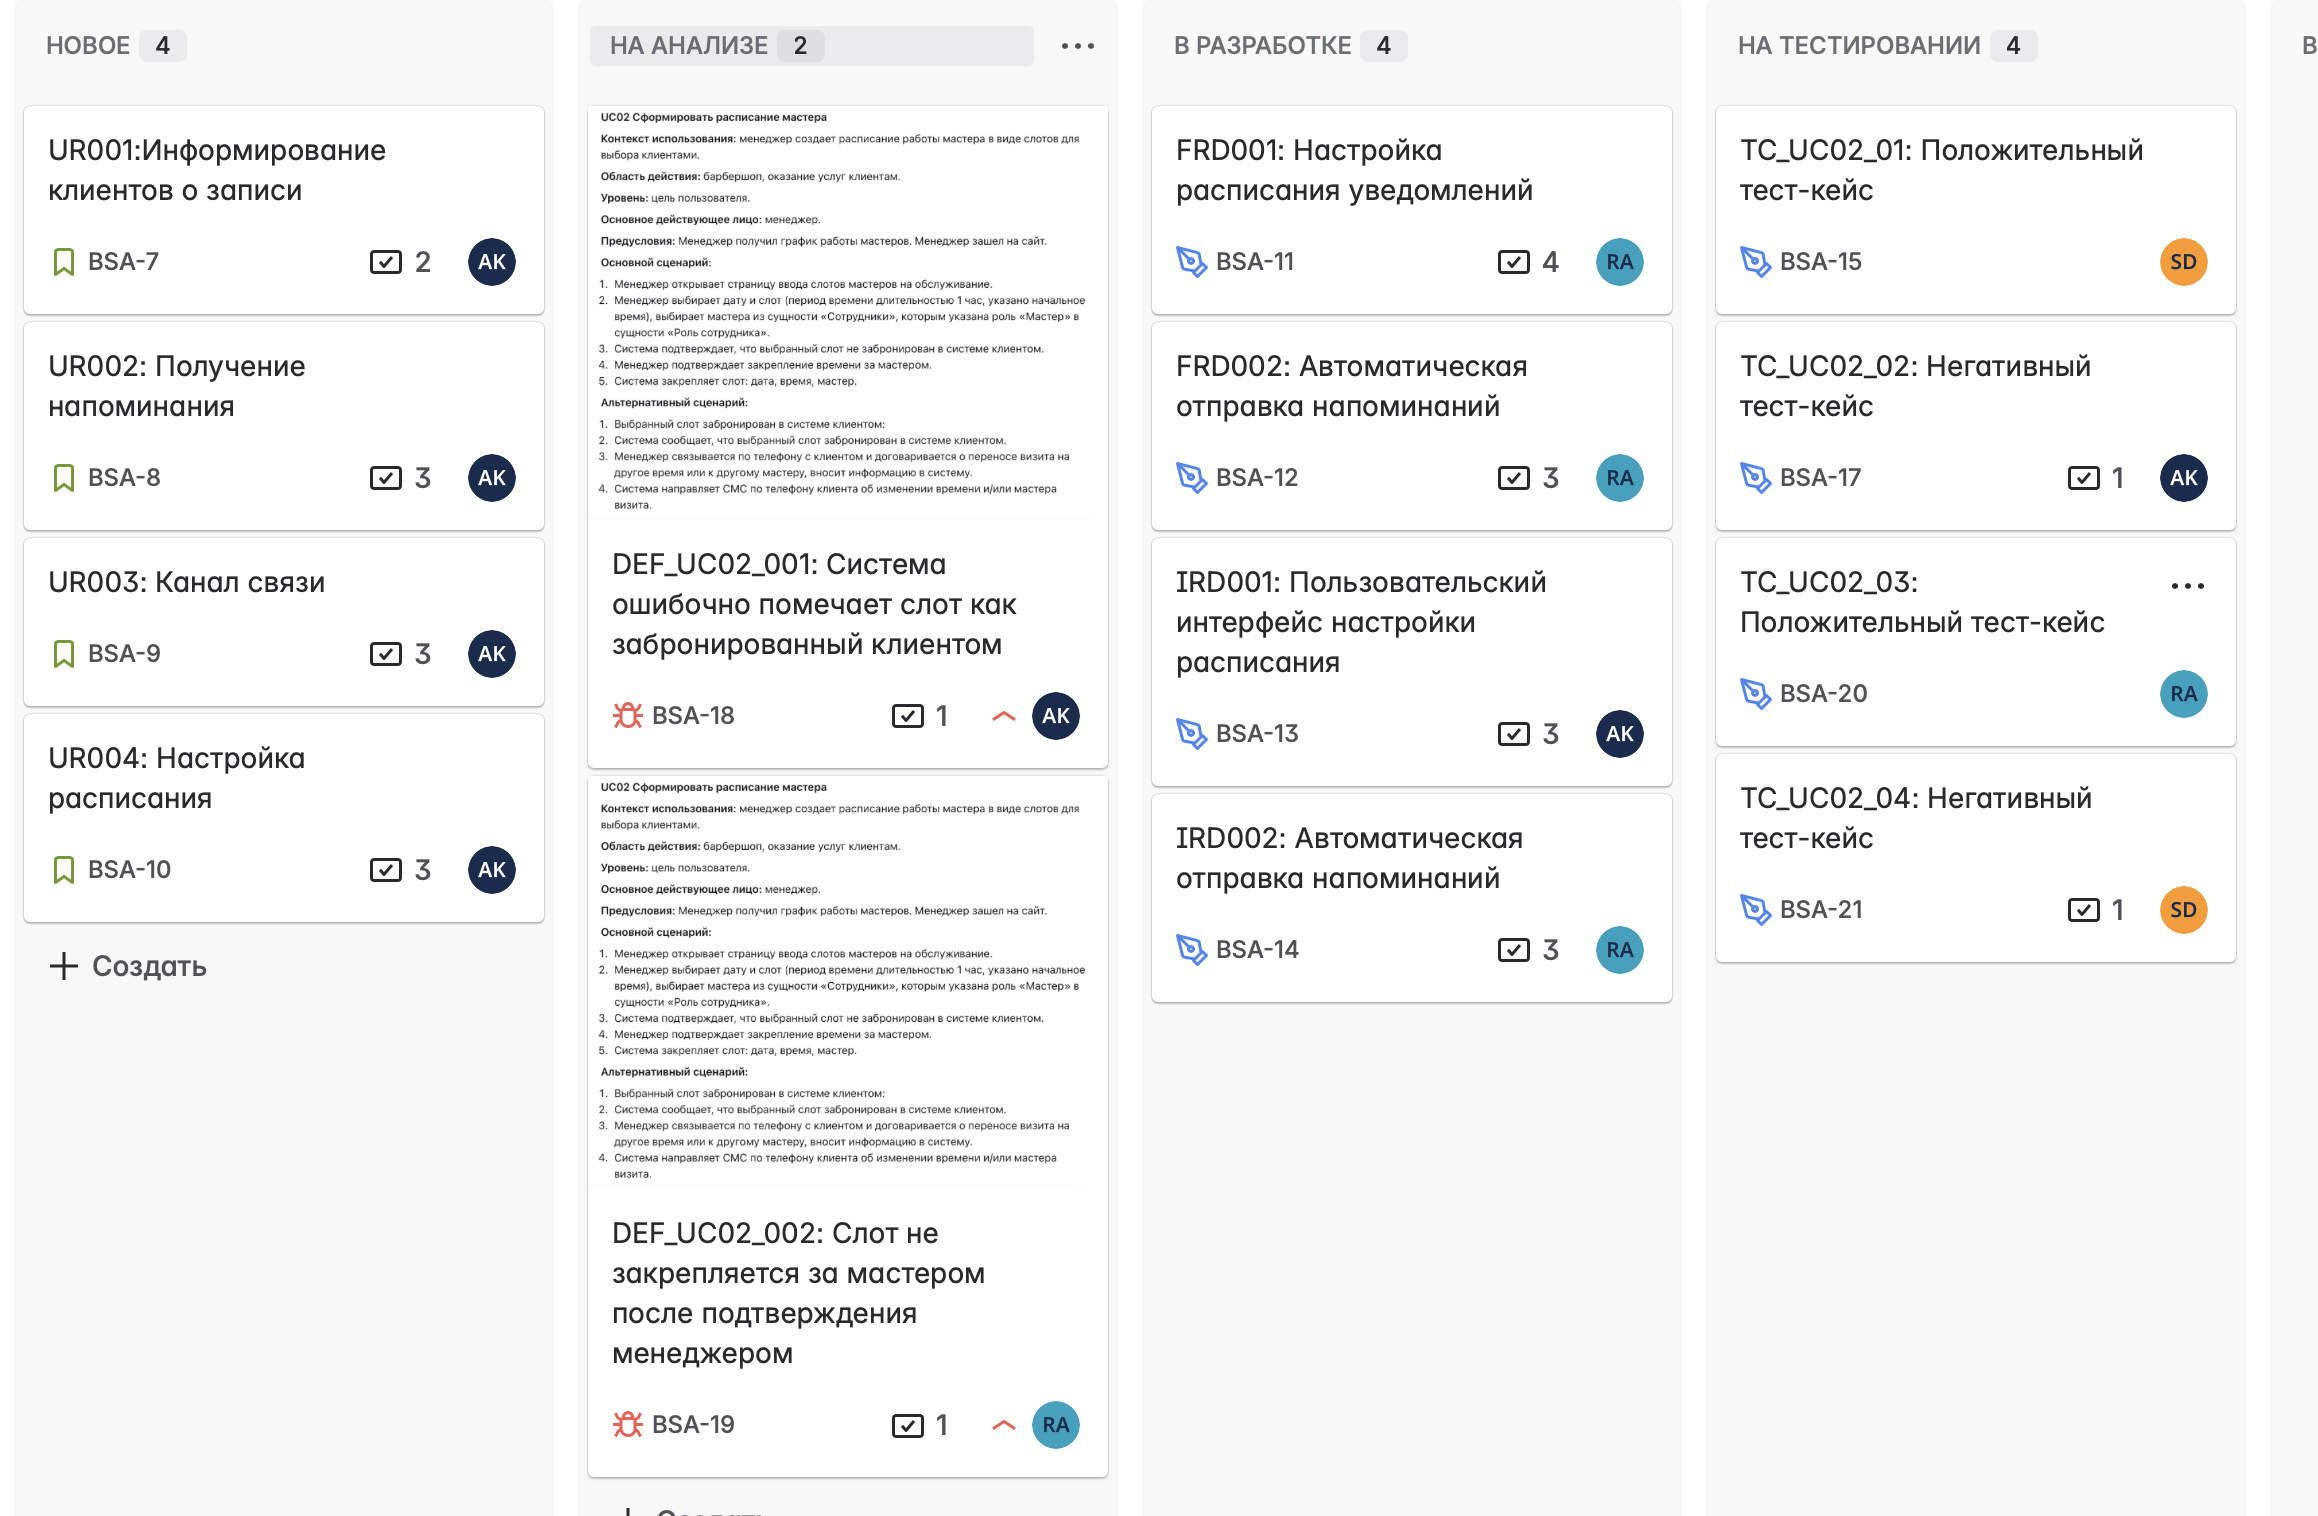 НОВОЕ 4
UR001:Информирование
клиентов о записи
BSA-7 2 AK
UR002: Получение
напоминания
BSA-8 3 AK
UR003: Канал связи
BSA-9 3 AK
UR004: Настройка
расписания
BSA-10 3 AK
+ Создать
НА АНАЛИЗЕ 2
UC02 Сформировать расписание мастера
Контекст использования: менеджер создает расписание работы мастера в виде слотов для
выбора клиентами.
Область действия: барбершоп, оказание услуг клиентам.
Уровень: цель пользователя.
Основное действующее лицо: менеджер.
Предусловия: Менеджер получил график работы мастеров. Менеджер зашел на сайт.
Основной сценарий:
1. Менеджер открывает страницу ввода слотов мастеров на обслуживание.
2. Менеджер выбирает дату и слот (период времени длительностью 1 час, указано начальное
время), выбирает мастера из сущности «Сотрудники», которым указана роль «Мастер» в
сущности «Роль сотрудника».
3. Система подтверждает, что выбранный слот не забронирован в системе клиентом.
4. Менеджер подтверждает закрепление времени за мастером.
5. Система закрепляет слот: дата, время, мастер.
Альтернативный сценарий:
1. Выбранный слот забронирован в системе клиентом:
2. Система сообщает, что выбранный слот забронирован в системе клиентом.
3. Менеджер связывается по телефону с клиентом и договаривается о переносе визита на
другое время или к другому мастеру, вносит информацию в систему.
4. Система направляет СМС по телефону клиента об изменении времени и/или мастера
визита.
DEF_UC02_001: Система
ошибочно помечает слот как
забронированный клиентом
BSA-18 1 AK
UC02 Сформировать расписание мастера
Контекст использования: менеджер создает расписание работы мастера в виде слотов для
выбора клиентами.
Область действия: барбершоп, оказание услуг клиентам.
Уровень: цель пользователя.
Основное действующее лицо: менеджер.
Предусловия: Менеджер получил график работы мастеров. Менеджер зашел на сайт.
Основной сценарий:
1. Менеджер открывает страницу ввода слотов мастеров на обслуживание.
2. Менеджер выбирает дату и слот (период времени длительностью 1 час, указано начальное
время), выбирает мастера из сущности «Сотрудники», которым указана роль «Мастер» в
сущности «Роль сотрудника».
3. Система подтверждает, что выбранный слот не забронирован в системе клиентом.
4. Менеджер подтверждает закрепление времени за мастером.
5. Система закрепляет слот: дата, время, мастер.
Альтернативный сценарий:
1. Выбранный слот забронирован в системе клиентом:
2. Система сообщает, что выбранный слот забронирован в системе клиентом.
3. Менеджер связывается по телефону с клиентом и договаривается о переносе визита на
другое время или к другому мастеру, вносит информацию в систему.
4. Система направляет СМС по телефону клиента об изменении времени и/или мастера
визита.
DEF_UC02_002: Слот не
закрепляется за мастером
после подтверждения
менеджером
BSA-19 1 RA
В РАЗРАБОТКЕ 4
FRD001: Настройка
расписания уведомлений
BSA-11 4 RA
FRD002: Автоматическая
отправка напоминаний
BSA-12 3 RA
IRD001: Пользовательский
интерфейс настройки
расписания
BSA-13 3 AK
IRD002: Автоматическая
отправка напоминаний
BSA-14 3 RA
НА ТЕСТИРОВАНИИ 4
TC_UC02_01: Положительный
тест-кейс
BSA-15 SD
TC_UC02_02: Негативный
тест-кейс
BSA-17 1 AK
TC_UC02_03:
Положительный тест-кейс
BSA-20 RA
TC_UC02_04: Негативный
тест-кейс
BSA-21 1 SD